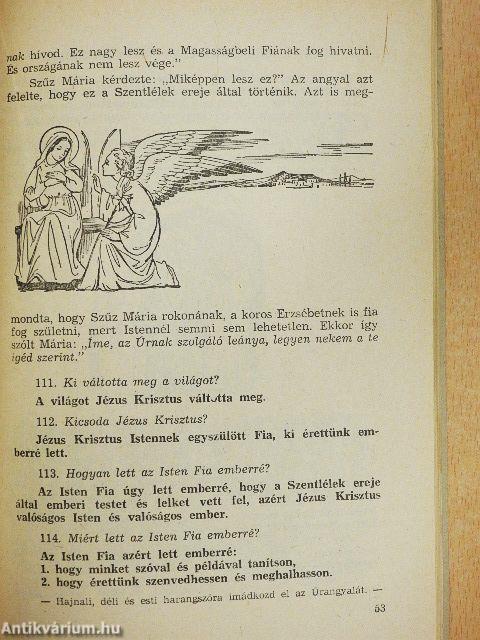 nak hívod. Ez nagy lesz és a Magasságbeli Fiának fog hivatni.
És országának nem lesz vége."
Szűz Mária kérdezte: „Miképpen lesz ez?" Az angyal azt
felelte, hogy ez a Szentlélek ereje által történik. Azt is meg-
mondta, hogy Szűz Mária rokonának, a koros Erzsébetnek is fia
fog születni, mert Istennél semmi sem lehetetlen. Ekkor így
szólt Mária: „Íme, az Úrnak szolgáló leánya, legyen nekem a te
igéd szerint."
111. Ki váltotta meg a világot?
A világot Jézus Krisztus váltotta meg.
112. Kicsoda Jézus Krisztus?
Jézus Krisztus Istennek egyszülött Fia, ki érettünk em-
berré lett.
113. Hogyan lett az Isten Fia emberré?
Az Isten Fia úgy lett emberré, hogy a Szentlélek ereje
által emberi testet és lelket vett fel, azért Jézus Krisztus
valóságos Isten és valóságos ember.
114. Miért lett az Isten Fia emberré?
Az Isten Fia azért lett emberré:
1. hogy minket szóval és példával tanítson,
2. hogy érettünk szenvedhessen és meghalhasson.
— Hajnali, déli és esti harangszóra imádkozd el az Úrangyalát. —
53
Antikvárium.hu